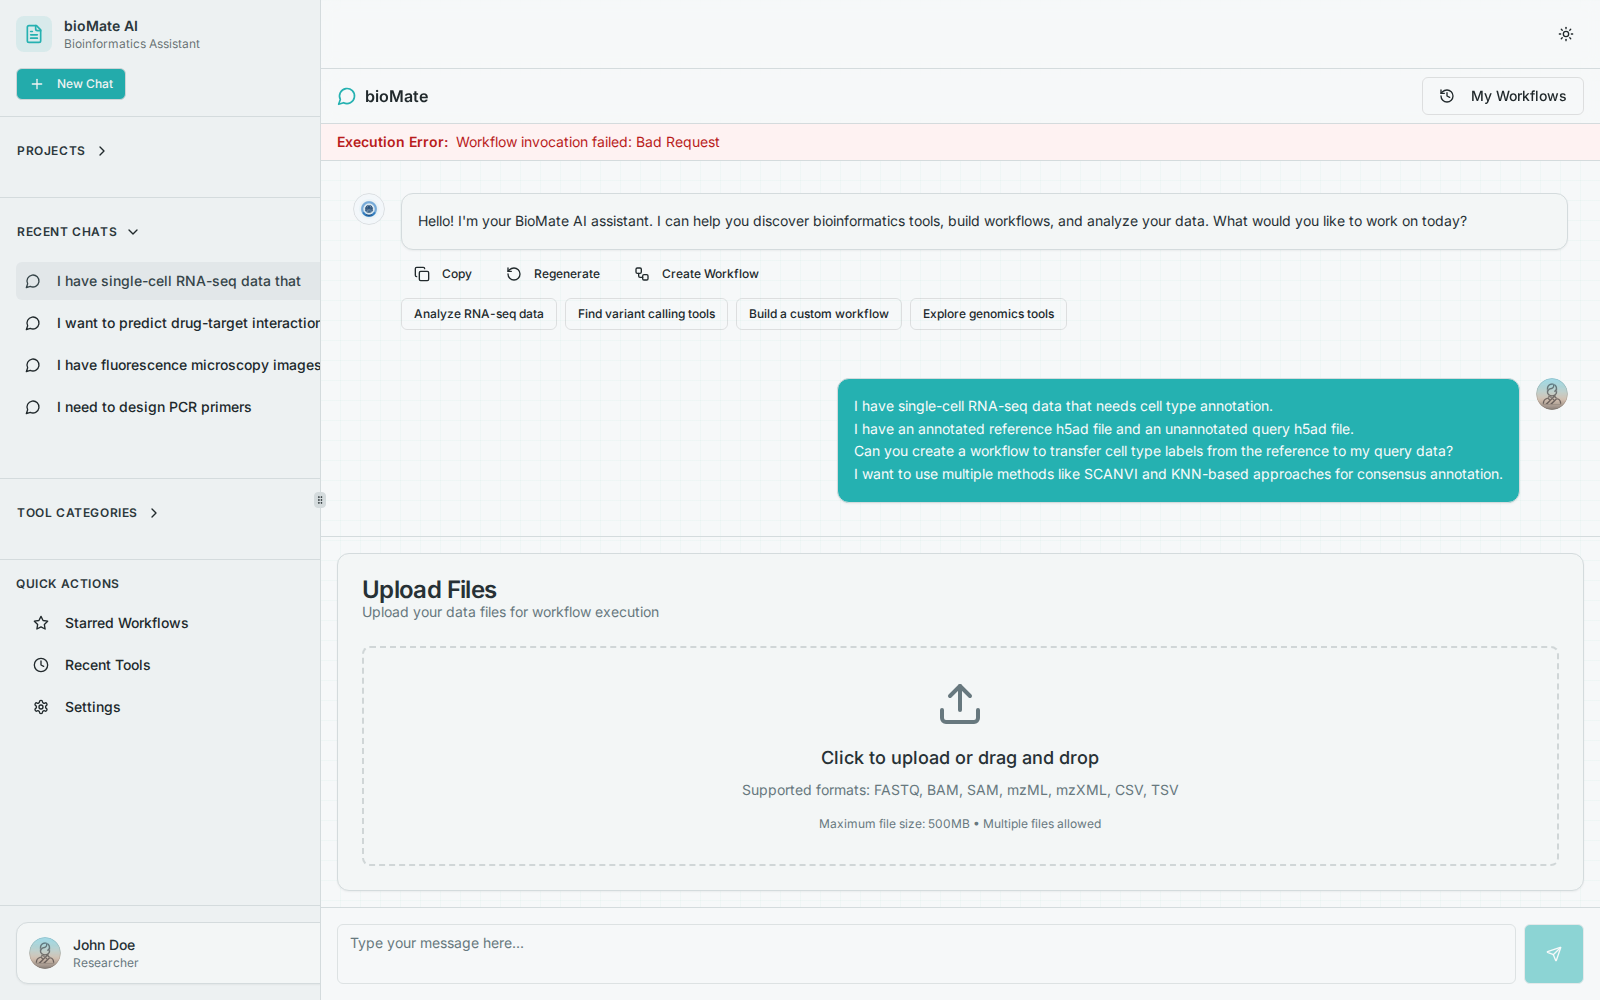 bioMate AI
Bioinformatics Assistant
New Chat
PROJECTS
RECENT CHATS
I have single-cell RNA-seq data that
I want to predict drug-target interaction
I have fluorescence microscopy images
I need to design PCR primers
TOOL CATEGORIES
QUICK ACTIONS
Starred Workflows
Recent Tools
Settings
John Doe
Researcher
bioMate
My Workflows
Execution Error: Workflow invocation failed: Bad Request
Hello! I'm your BioMate AI assistant. I can help you discover bioinformatics tools, build workflows, and analyze your data. What would you like to work on today?
Copy Regenerate Create Workflow
Analyze RNA-seq data Find variant calling tools Build a custom workflow Explore genomics tools
I have single-cell RNA-seq data that needs cell type annotation.
I have an annotated reference h5ad file and an unannotated query h5ad file.
Can you create a workflow to transfer cell type labels from the reference to my query data?
I want to use multiple methods like SCANVI and KNN-based approaches for consensus annotation.
Upload Files
Upload your data files for workflow execution
Click to upload or drag and drop
Supported formats: FASTQ, BAM, SAM, mzML, mzXML, CSV, TSV
Maximum file size: 500MB • Multiple files allowed
Type your message here...